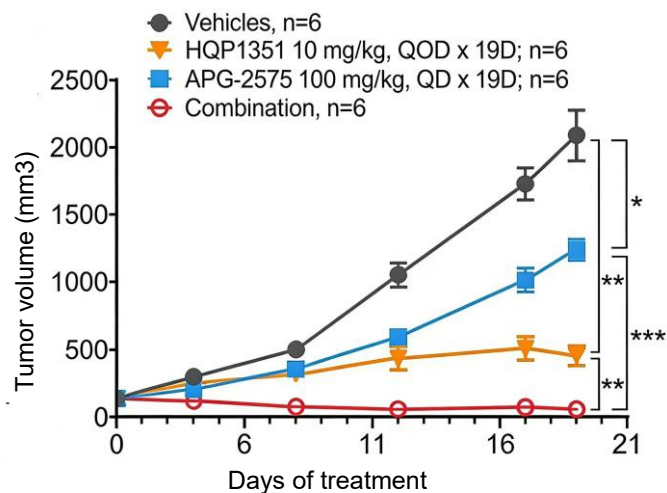 Vehicles, n=6
HQP1351 10 mg/kg, QOD x 19D; n=6
APG-2575 100 mg/kg, QD x 19D; n=6
Combination, n=6
Tumor volume (mm3)
2500
2000
1500
1000
500
0
*
**
***
**
0 6 11 16 21
Days of treatment